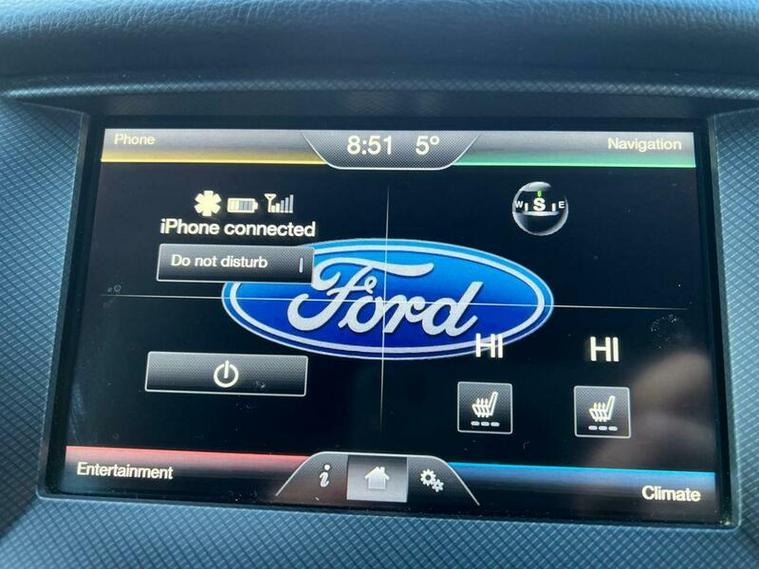 Phone
8:51 5°
Navigation
W S E
iPhone connected
Do not disturb
Ford
HI HI
Entertainment
i
Climate